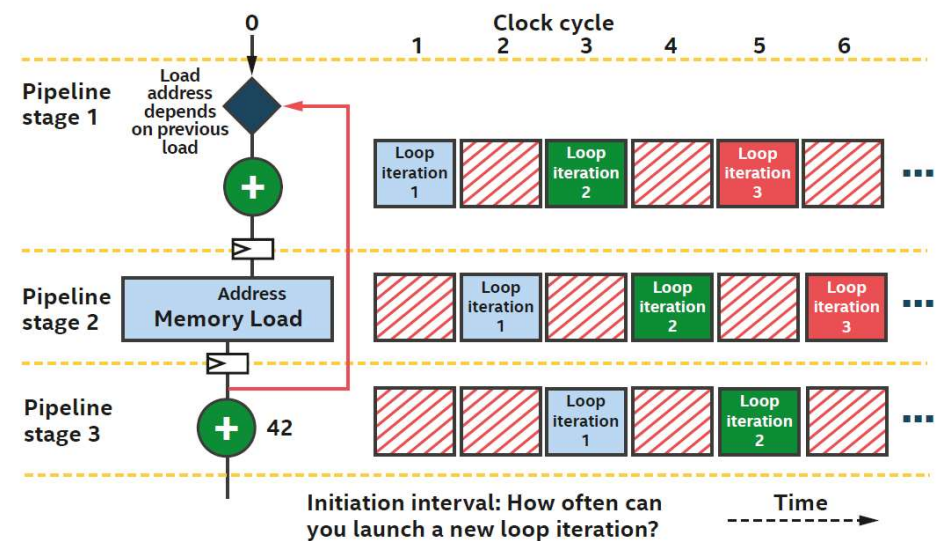 0
Clock cycle
1 2 3 4 5 6
Pipeline
stage 1
Load
address
depends
on previous
load
+
Loop
iteration
1
Loop
iteration
2
Loop
iteration
3
...
Pipeline
stage 2
Address
Memory Load
Loop
iteration
1
Loop
iteration
2
Loop
iteration
3
...
Pipeline
stage 3
+
42
Loop
iteration
1
Loop
iteration
2
...
Initiation interval: How often can
you launch a new loop iteration?
Time